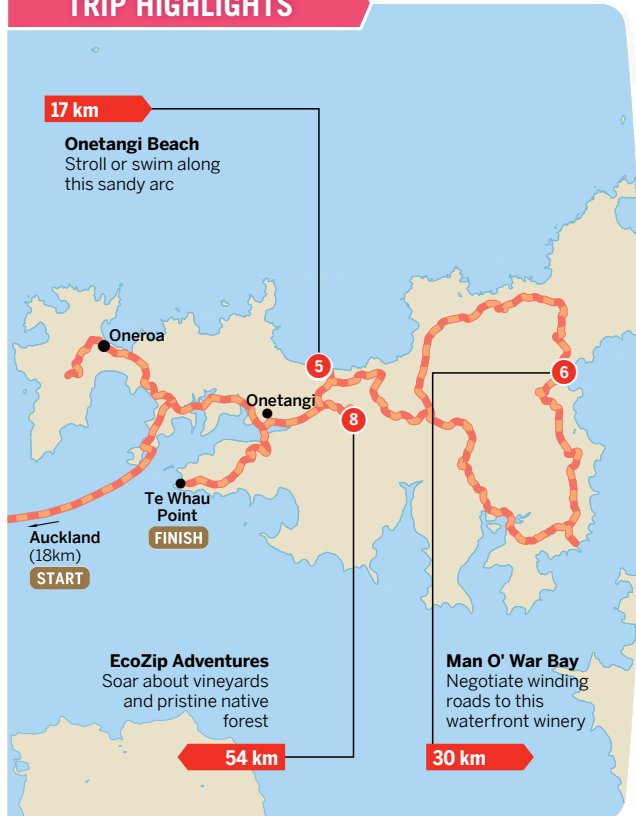 TRIP HIGHLIGHTS
17 km
Onetangi Beach
Stroll or swim along
this sandy arc
Oneroa
5
6
Onetangi
8
Te Whau
Point
FINISH
Auckland
(18km)
START
EcoZip Adventures
Soar about vineyards
and pristine native
forest
54 km
Man O' War Bay
Negotiate winding
roads to this
waterfront winery
30 km